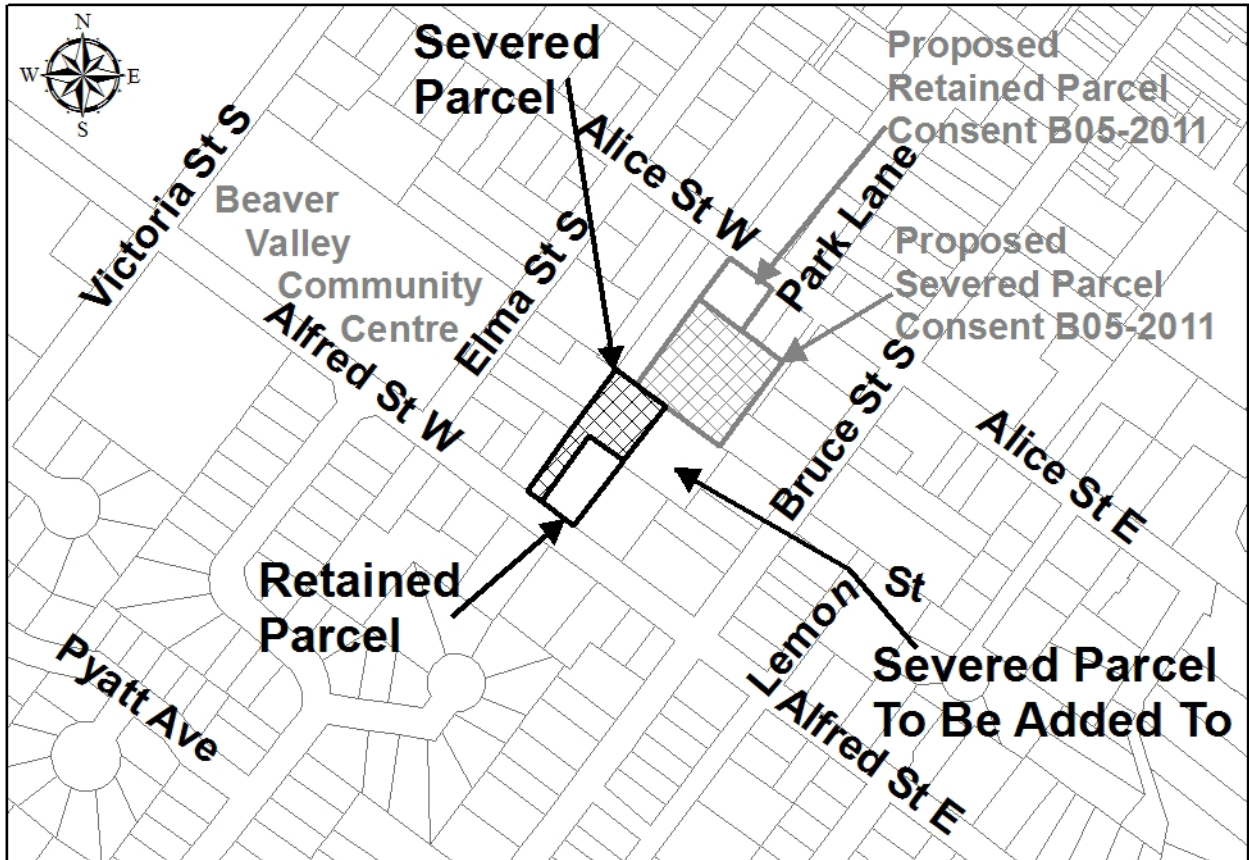 N
W
E
S
Severed
Parcel
Proposed
Retained Parcel
Consent B05-2011
Alice St W
Park Lane
Victoria St S
Beaver
Valley
Community
Centre
Elma St S
Proposed
Severed Parcel
Consent B05-2011
Alfred St W
Bruce St S
Alice St E
Retained
Parcel
Lemon St
Severed Parcel
To Be Added To
Pyatt Ave
Alfred St E